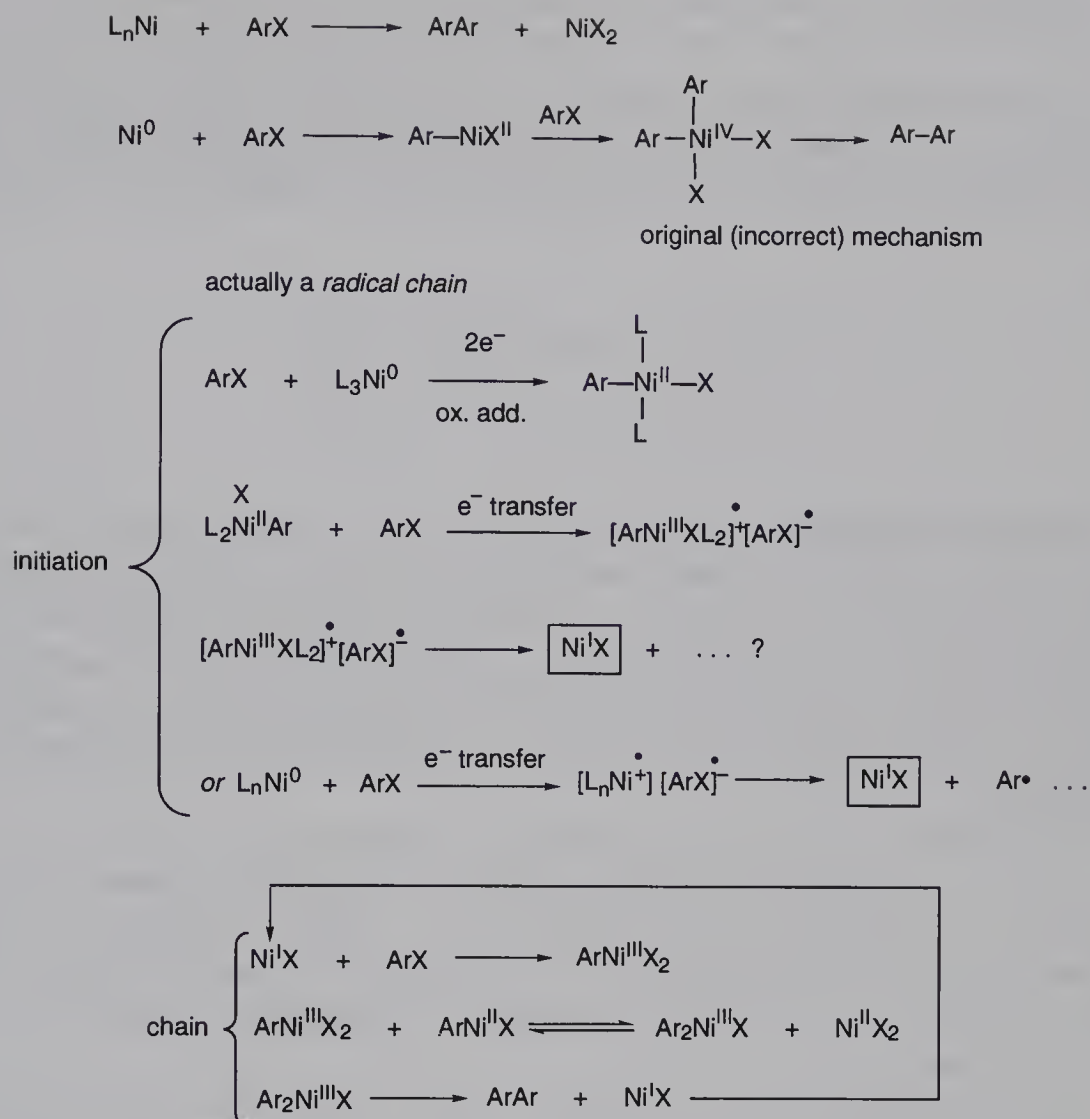 LₙNi + ArX ⟶ ArAr + NiX₂
Ni⁰ + ArX ⟶ Ar—NiXᴵᴵ ArX ⟶ Ar Ar—Niᴵⱽ—X X ⟶ Ar–Ar
original (incorrect) mechanism
actually a radical chain
initiation
ArX + L₃Ni⁰ 2e⁻ ⟶ ox. add. L Ar—Niᴵᴵ—X L
X
L₂NiᴵᴵAr + ArX e⁻ transfer ⟶ [ArNiᴵᴵᴵXL₂]•⁺[ArX]•⁻
[ArNiᴵᴵᴵXL₂]•⁺[ArX]•⁻ ⟶ NiᴵX + ... ?
or LₙNi⁰ + ArX e⁻ transfer ⟶ [LₙNi•⁺] [ArX]•⁻ ⟶ NiᴵX + Ar• ...
chain
NiᴵX + ArX ⟶ ArNiᴵᴵᴵX₂
ArNiᴵᴵᴵX₂ + ArNiᴵᴵX ⇌ Ar₂NiᴵᴵᴵX + NiᴵᴵX₂
Ar₂NiᴵᴵᴵX ⟶ ArAr + NiᴵX